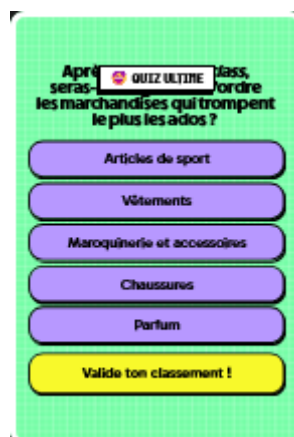 QUIZ ULTIME
Apr lass,
seras- ordre
les marchandises qui trompent
le plus les ados ?
Articles de sport
Vêtements
Maroquinerie et accessoires
Chaussures
Parfum
Valide ton classement !